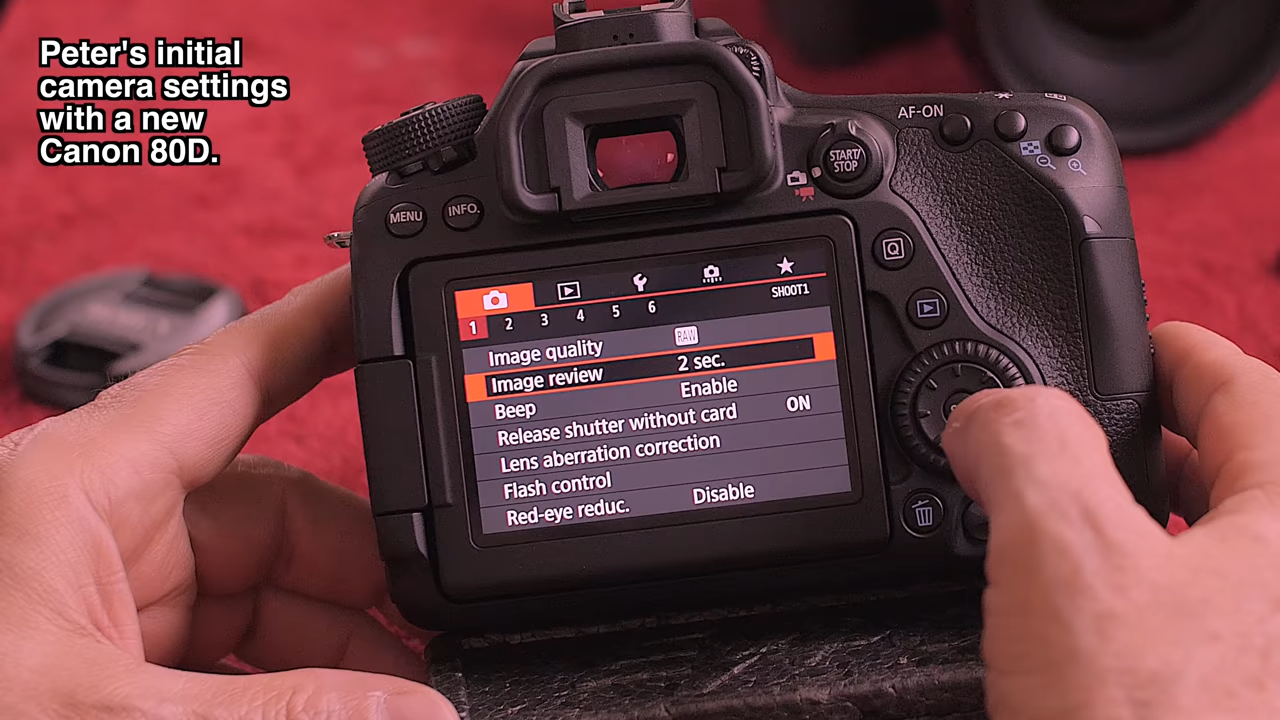 Peter's initial
camera settings
with a new
Canon 80D.
AF-ON
START/
STOP
MENU
INFO.
Q
SHOOT1
1 2 3 4 5 6
Image quality RAW
Image review 2 sec.
Beep Enable
Release shutter without card ON
Lens aberration correction
Flash control
Red-eye reduc. Disable